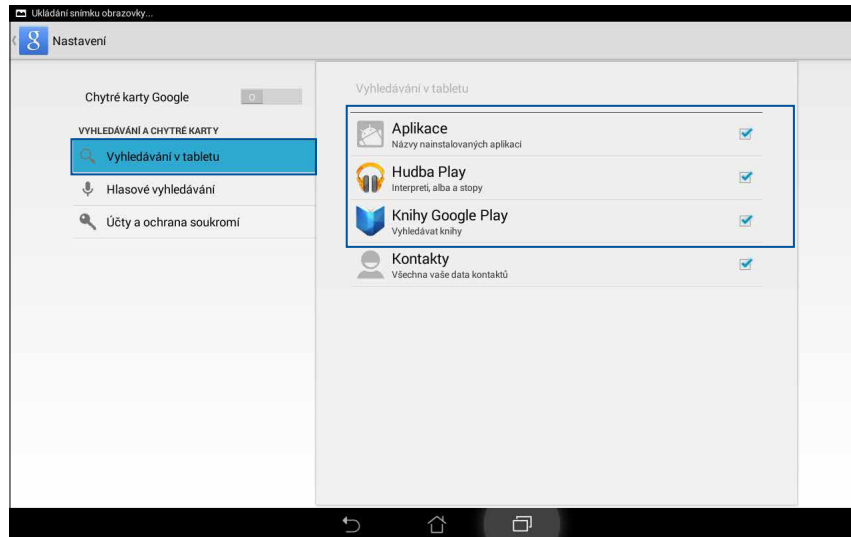 Ukládání snímku obrazovky...
Nastavení
Chytré karty Google
VYHLEDÁVÁNÍ A CHYTRÉ KARTY
Vyhledávání v tabletu
Hlasové vyhledávání
Účty a ochrana soukromí
Vyhledávání v tabletu
Aplikace
Názvy nainstalovaných aplikací
Hudba Play
Interpreti, alba a stopy
Knihy Google Play
Vyhledávat knihy
Kontakty
Všechna vaše data kontaktů